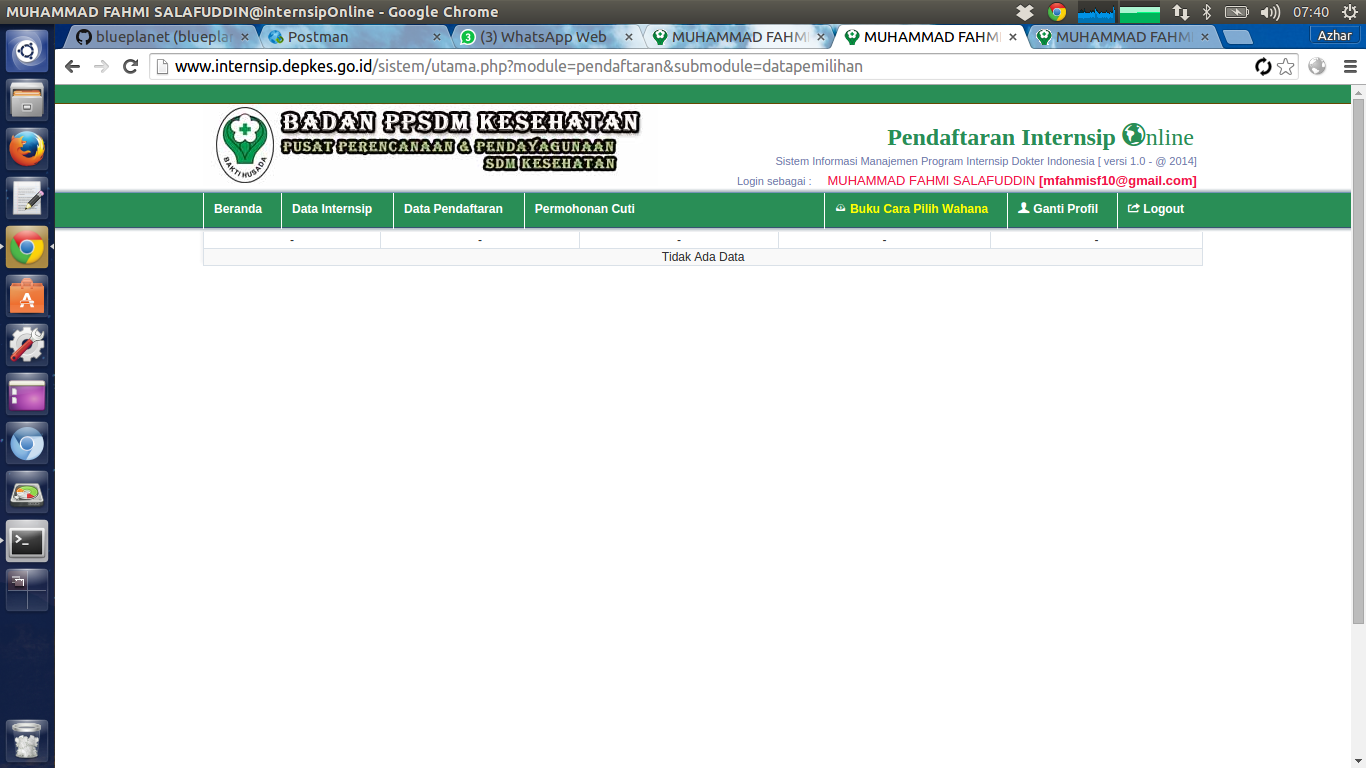 MUHAMMAD FAHMI SALAFUDDIN@internsipOnline - Google Chrome
07:40
blueplanet (bluepla
Postman
(3) WhatsApp Web
MUHAMMAD FAHM
MUHAMMAD FAHM
MUHAMMAD FAHM
Azhar
www.internsip.depkes.go.id/sistem/utama.php?module=pendaftaran&submodule=datapemilihan
BAKTI HUSADA
BADAN PPSDM KESEHATAN
PUSAT PERENCANAAN & PENDAYAGUNAAN
SDM KESEHATAN
Pendaftaran Internsip Online
Sistem Informasi Manajemen Program Internsip Dokter Indonesia [ versi 1.0 - @ 2014]
Login sebagai : MUHAMMAD FAHMI SALAFUDDIN [mfahmisf10@gmail.com]
Beranda Data Internsip Data Pendaftaran Permohonan Cuti Buku Cara Pilih Wahana Ganti Profil Logout
- - - - -
Tidak Ada Data